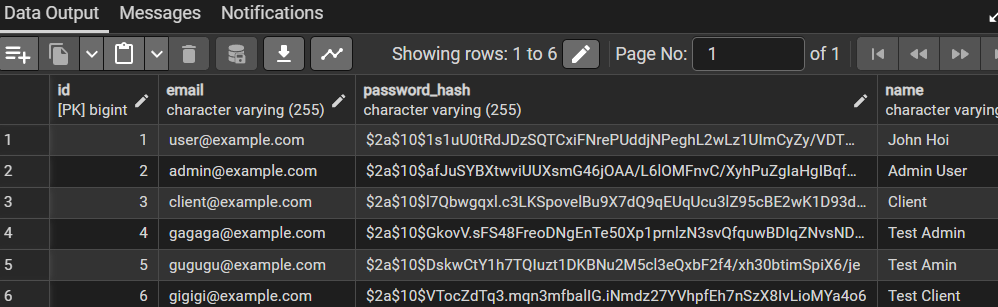 Data Output Messages Notifications
Showing rows: 1 to 6 Page No: 1 of 1
id email password_hash name
[PK] bigint character varying (255) character varying (255) character varying
1 1 user@example.com $2a$10$1s1uU0tRdJDzSQTCxiFNrePUddjNPeghL2wLz1UImCyZy/VDT… John Hoi
2 2 admin@example.com $2a$10$afJuSYBXtwviUUXsmG46jOAA/L6lOMFnvC/XyhPuZgIaHgIBqf… Admin User
3 3 client@example.com $2a$10$l7Qbwgqxl.c3LKSpovelBu9X7dQ9qEUqUcu3lZ95cBE2wK1D93d… Client
4 4 gagaga@example.com $2a$10$GkovV.sFS48FreoDNgEnTe50Xp1prnlzN3svQfquwBDIqZNvsND… Test Admin
5 5 gugugu@example.com $2a$10$DskwCtY1h7TQIuzt1DKBNu2M5cl3eQxbF2f4/xh30btimSpiX6/je Test Amin
6 6 gigigi@example.com $2a$10$VTocZdTq3.mqn3mfbalIG.iNmdz27YVhpfEh7nSzX8IvLioMYa4o6 Test Client